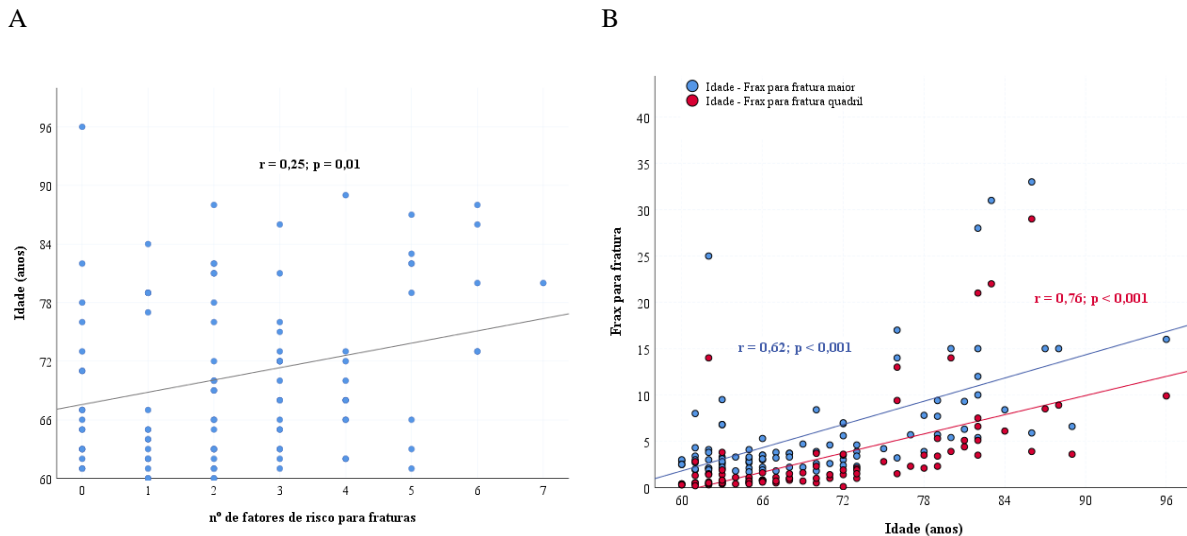 A
Idade (anos)
96
90
84
78
72
66
60
r = 0,25; p = 0,01
0 1 2 3 4 5 6 7
nº de fatores de risco para fraturas
B
Idade - Frax para fratura maior
Idade - Frax para fratura quadril
Frax para fratura
40
35
30
25
20
15
10
5
0
r = 0,76; p < 0,001
r = 0,62; p < 0,001
60 66 72 78 84 90 96
Idade (anos)